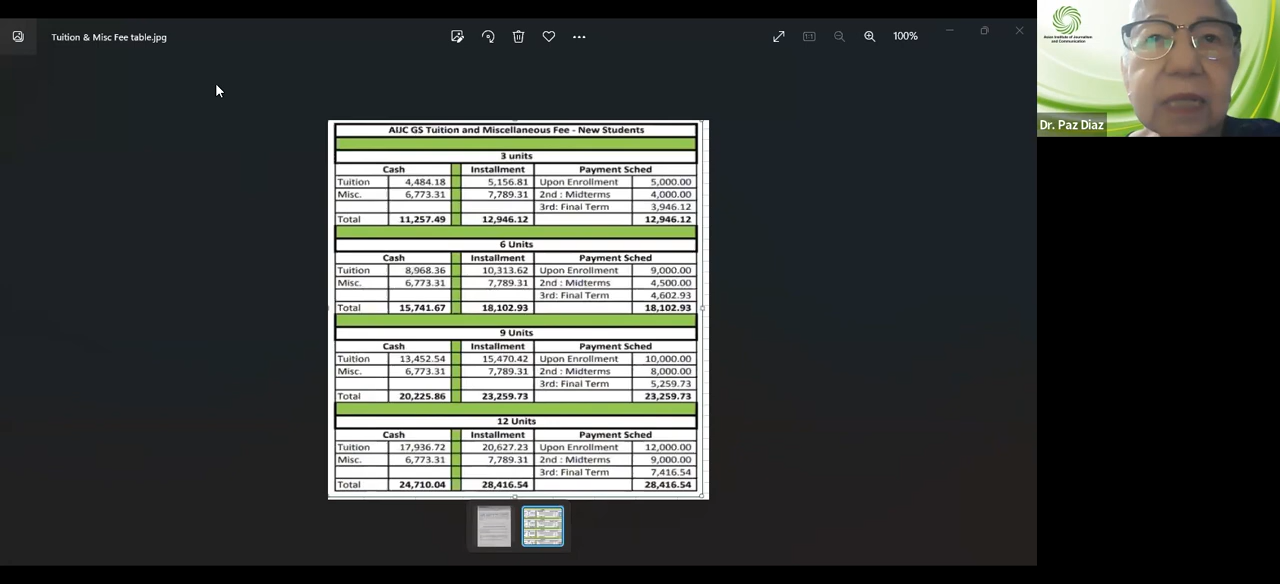 Tuition & Misc Fee table.jpg
100%
AIJC GS Tuition and Miscellaneous Fee - New Students
3 units
Cash Installment Payment Sched
Tuition 4,484.18 5,156.81 Upon Enrollment 5,000.00
Misc. 6,773.31 7,789.31 2nd : Midterms 4,000.00
3rd: Final Term 3,946.12
Total 11,257.49 12,946.12 12,946.12
6 Units
Cash Installment Payment Sched
Tuition 8,968.36 10,313.62 Upon Enrollment 9,000.00
Misc. 6,773.31 7,789.31 2nd : Midterms 4,500.00
3rd: Final Term 4,602.93
Total 15,741.67 18,102.93 18,102.93
9 Units
Cash Installment Payment Sched
Tuition 13,452.54 15,470.42 Upon Enrollment 10,000.00
Misc. 6,773.31 7,789.31 2nd : Midterms 8,000.00
3rd: Final Term 5,259.73
Total 20,225.86 23,259.73 23,259.73
12 Units
Cash Installment Payment Sched
Tuition 17,936.72 20,627.23 Upon Enrollment 12,000.00
Misc. 6,773.31 7,789.31 2nd : Midterms 9,000.00
3rd: Final Term 7,416.54
Total 24,710.04 28,416.54 28,416.54
Asian Institute of Journalism
and Communication
Dr. Paz Diaz